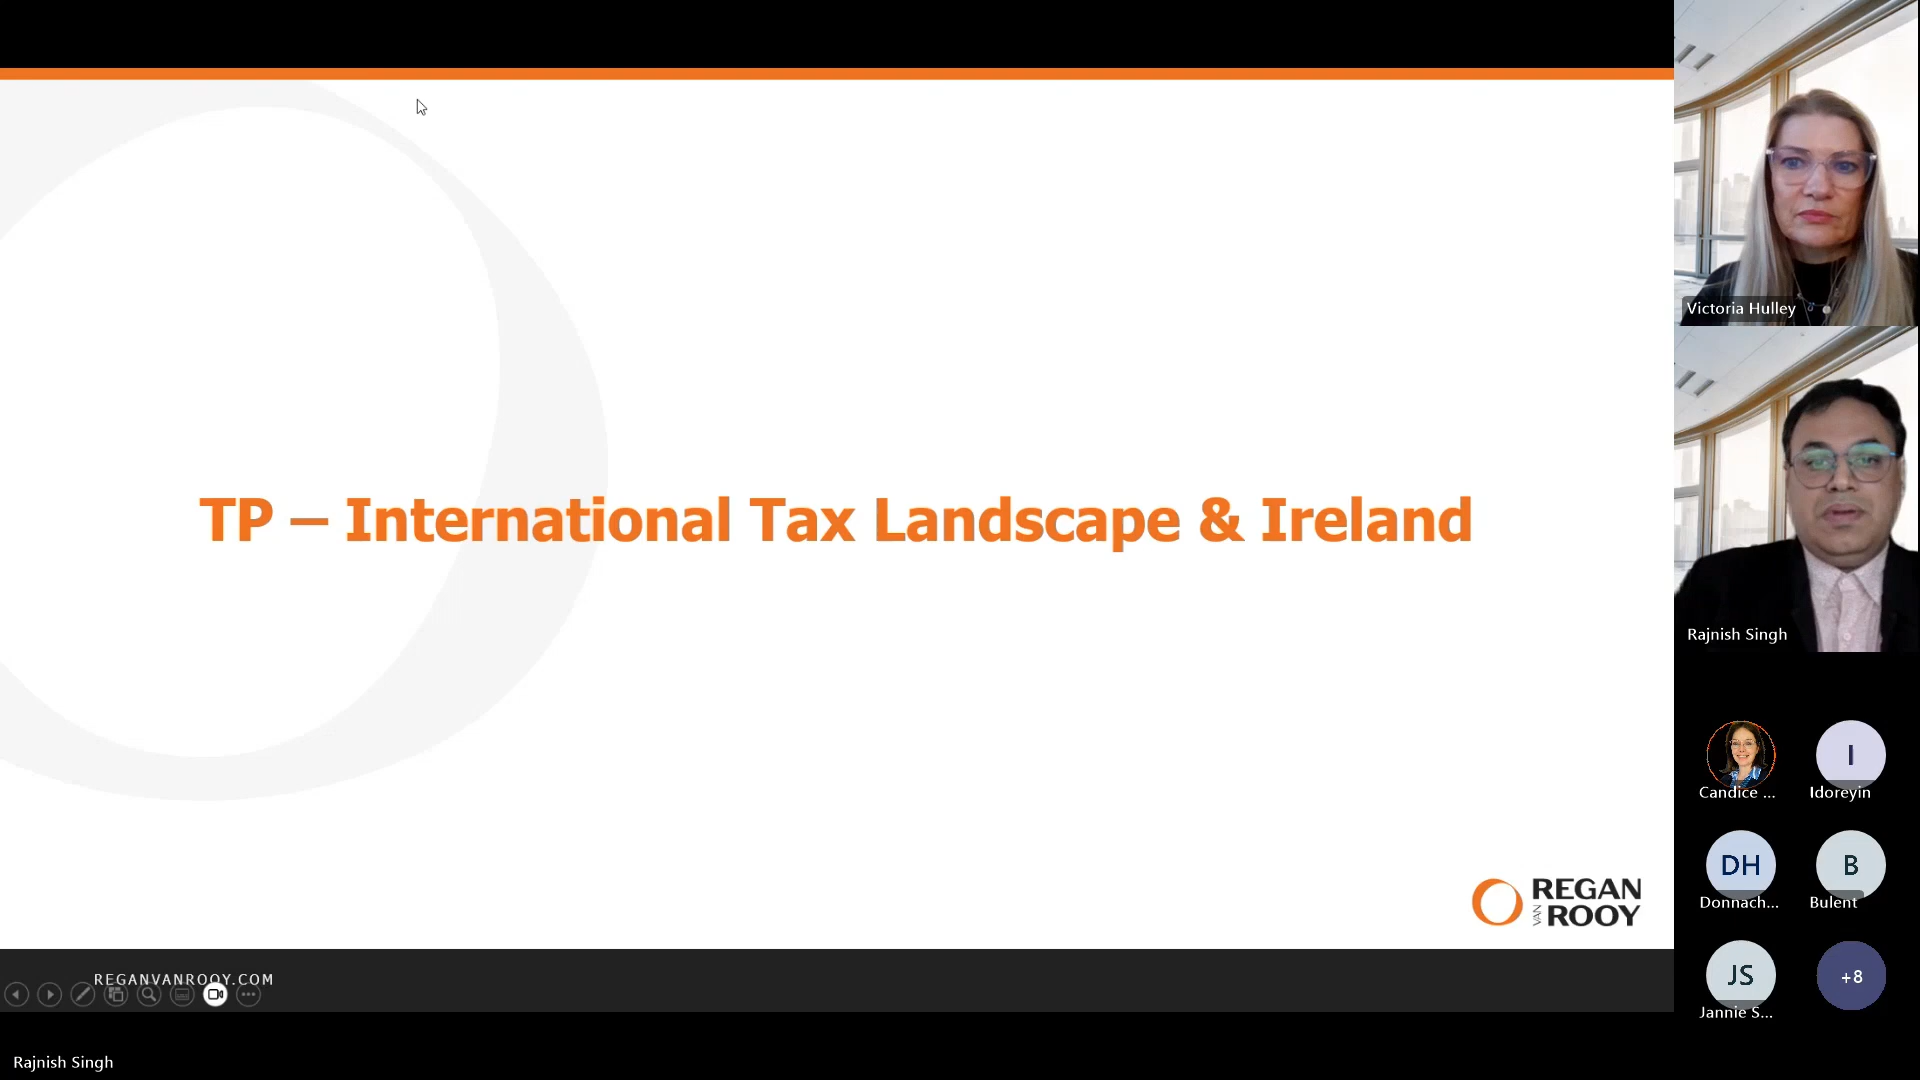 TP – International Tax Landscape & Ireland
REGAN
VAN ROOY
REGANVANROOY.COM
Rajnish Singh
Victoria Hulley
Rajnish Singh
Candice ...
I
Idoreyin
DH
Donnach...
B
Bulent
JS
Jannie S...
+8